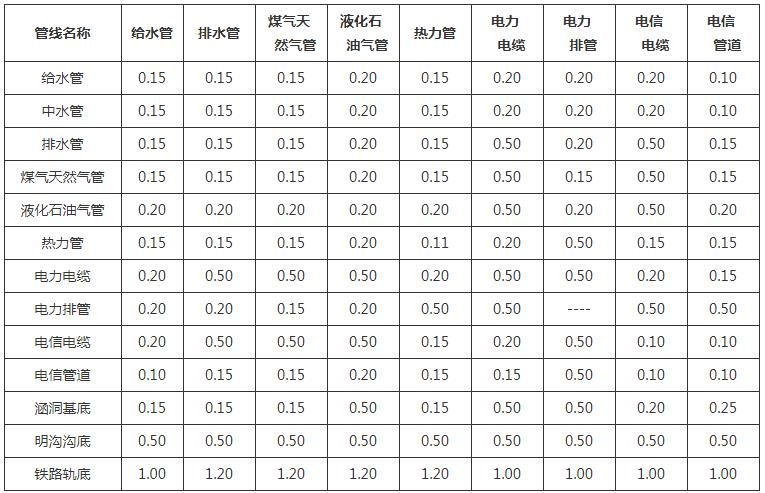 管线名称 给水管 排水管 煤气天然气管 液化石油气管 热力管 电力电缆 电力排管 电信电缆 电信管道
给水管 0.15 0.15 0.15 0.20 0.15 0.20 0.20 0.20 0.10
中水管 0.15 0.15 0.15 0.20 0.15 0.20 0.20 0.20 0.10
排水管 0.15 0.15 0.15 0.20 0.15 0.50 0.20 0.50 0.15
煤气天然气管 0.15 0.15 0.15 0.20 0.15 0.50 0.15 0.50 0.15
液化石油气管 0.20 0.20 0.20 0.20 0.20 0.50 0.20 0.50 0.20
热力管 0.15 0.15 0.15 0.20 0.11 0.20 0.50 0.15 0.15
电力电缆 0.20 0.50 0.50 0.50 0.20 0.50 0.50 0.20 0.15
电力排管 0.20 0.20 0.15 0.20 0.50 0.50 ---- 0.50 0.50
电信电缆 0.20 0.50 0.50 0.50 0.15 0.20 0.50 0.10 0.10
电信管道 0.10 0.15 0.15 0.20 0.15 0.15 0.50 0.10 0.10
涵洞基底 0.15 0.15 0.15 0.50 0.15 0.50 0.50 0.20 0.25
明沟沟底 0.50 0.50 0.50 0.50 0.50 0.50 0.50 0.50 0.50
铁路轨底 1.00 1.20 1.20 1.20 1.20 1.00 1.00 1.00 1.00